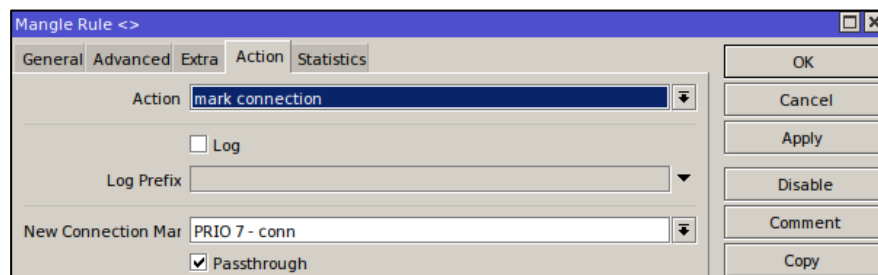 Mangle Rule <>
General Advanced Extra Action Statistics
OK
Action mark connection
Cancel
Log
Apply
Log Prefix
Disable
New Connection Mar PRIO 7 - conn
Comment
Passthrough
Copy